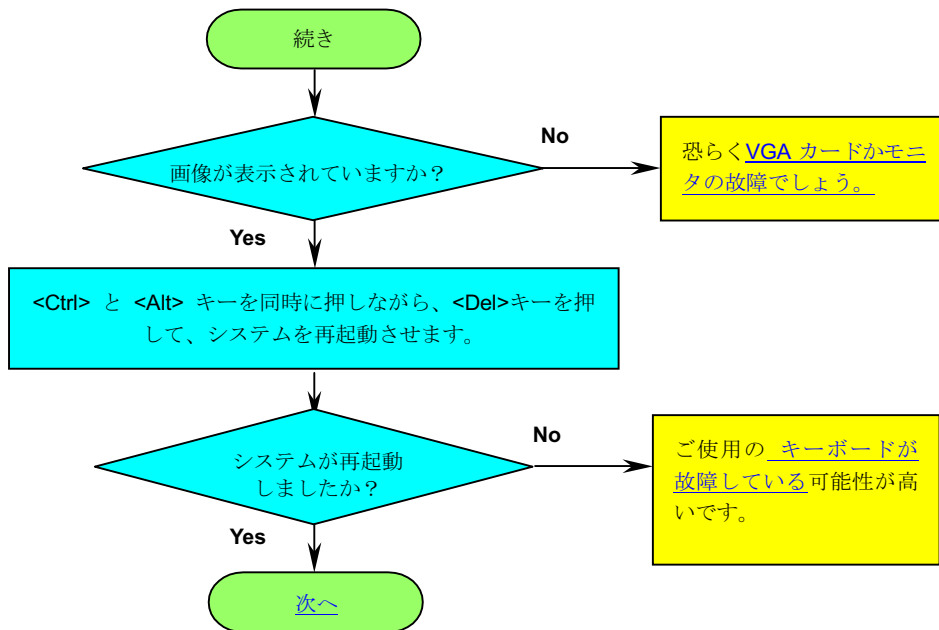 続き
画像が表示されていますか？
No
恐らくVGA カードかモニ
タの故障でしょう。
Yes
<Ctrl> と <Alt> キーを同時に押しながら、<Del>キーを押
して、システムを再起動させます。
システムが再起動
しましたか？
No
ご使用の キーボードが
故障している可能性が高
いです。
Yes
次へ